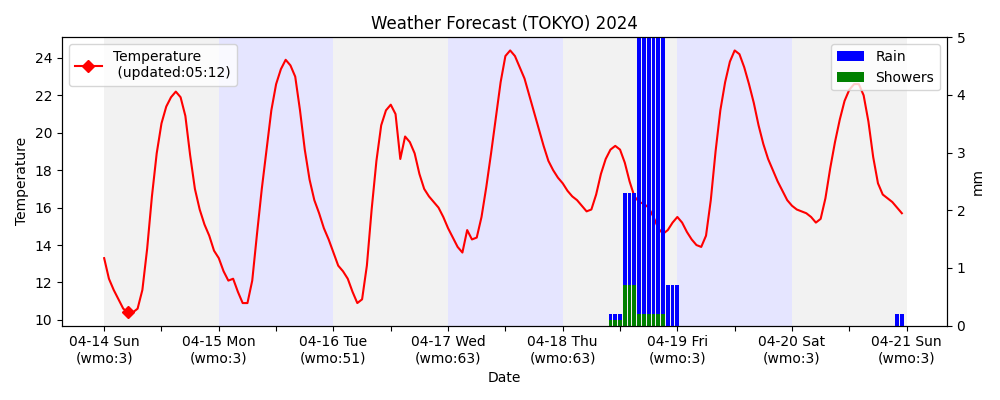 Weather Forecast (TOKYO) 2024
Temperature
(updated:05:12)
Rain
Showers
Temperature
24
22
20
18
16
14
12
10
5
4
3
2
1
0
mm
04-14 Sun
(wmo:3)
04-15 Mon
(wmo:3)
04-16 Tue
(wmo:51)
04-17 Wed
(wmo:63)
04-18 Thu
(wmo:63)
04-19 Fri
(wmo:3)
04-20 Sat
(wmo:3)
04-21 Sun
(wmo:3)
Date